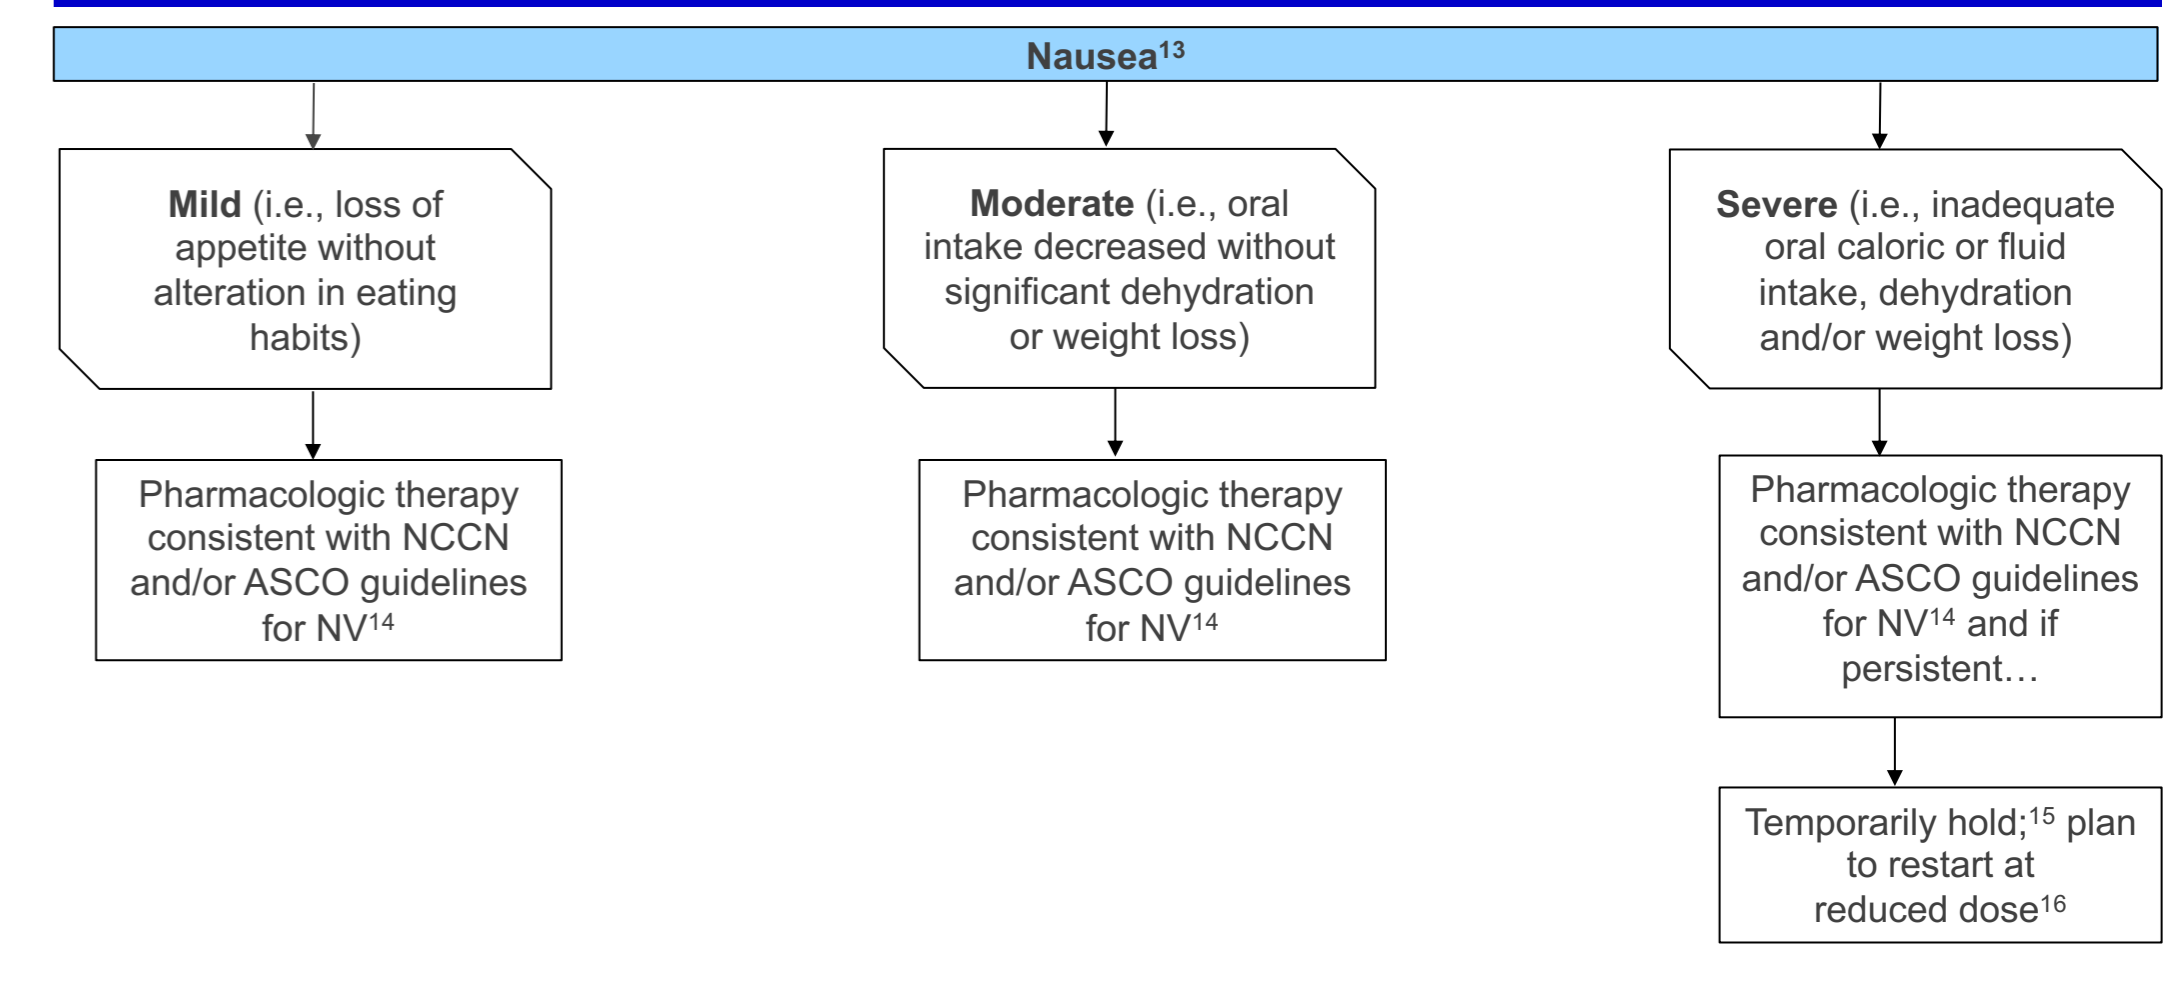 Nausea¹³
Mild (i.e., loss of
appetite without
alteration in eating
habits)
Moderate (i.e., oral
intake decreased without
significant dehydration
or weight loss)
Severe (i.e., inadequate
oral caloric or fluid
intake, dehydration
and/or weight loss)
Pharmacologic therapy
consistent with NCCN
and/or ASCO guidelines
for NV¹⁴
Pharmacologic therapy
consistent with NCCN
and/or ASCO guidelines
for NV¹⁴
Pharmacologic therapy
consistent with NCCN
and/or ASCO guidelines
for NV¹⁴ and if
persistent…
Temporarily hold;¹⁵ plan
to restart at
reduced dose¹⁶